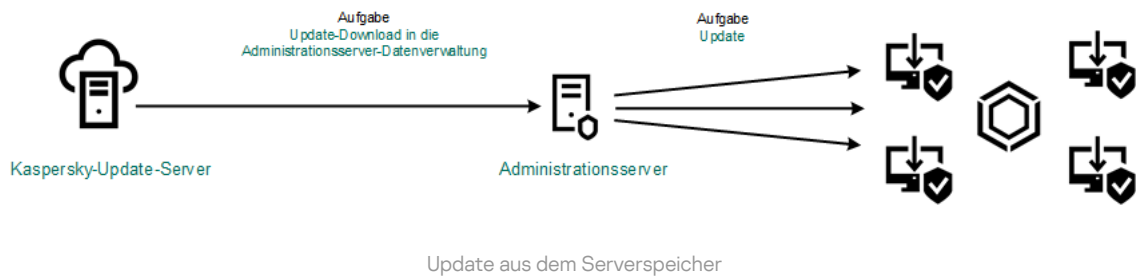 Aufgabe
Update-Download in die
Administrationsserver-Datenverwaltung
Aufgabe
Update
Kaspersky-Update-Server
Administrationsserver
Update aus dem Serverspeicher